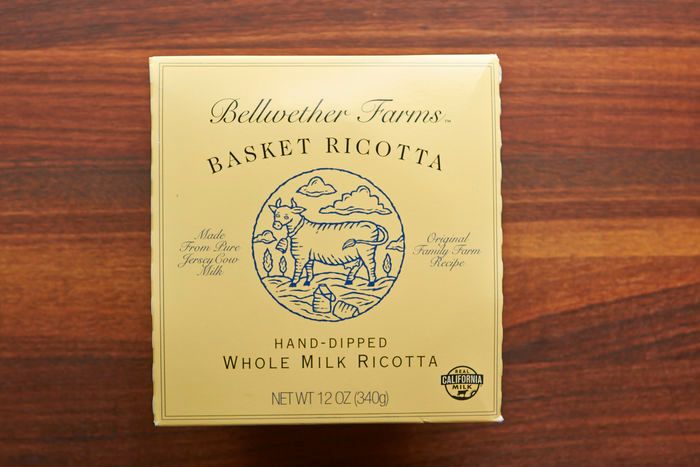 Bellwether Farms™
BASKET RICOTTA
Made
From Pure
Jersey Cow
Milk
Original
Family Farm
Recipe
HAND-DIPPED
WHOLE MILK RICOTTA
NET WT 12 OZ (340g)
REAL
CALIFORNIA
MILK